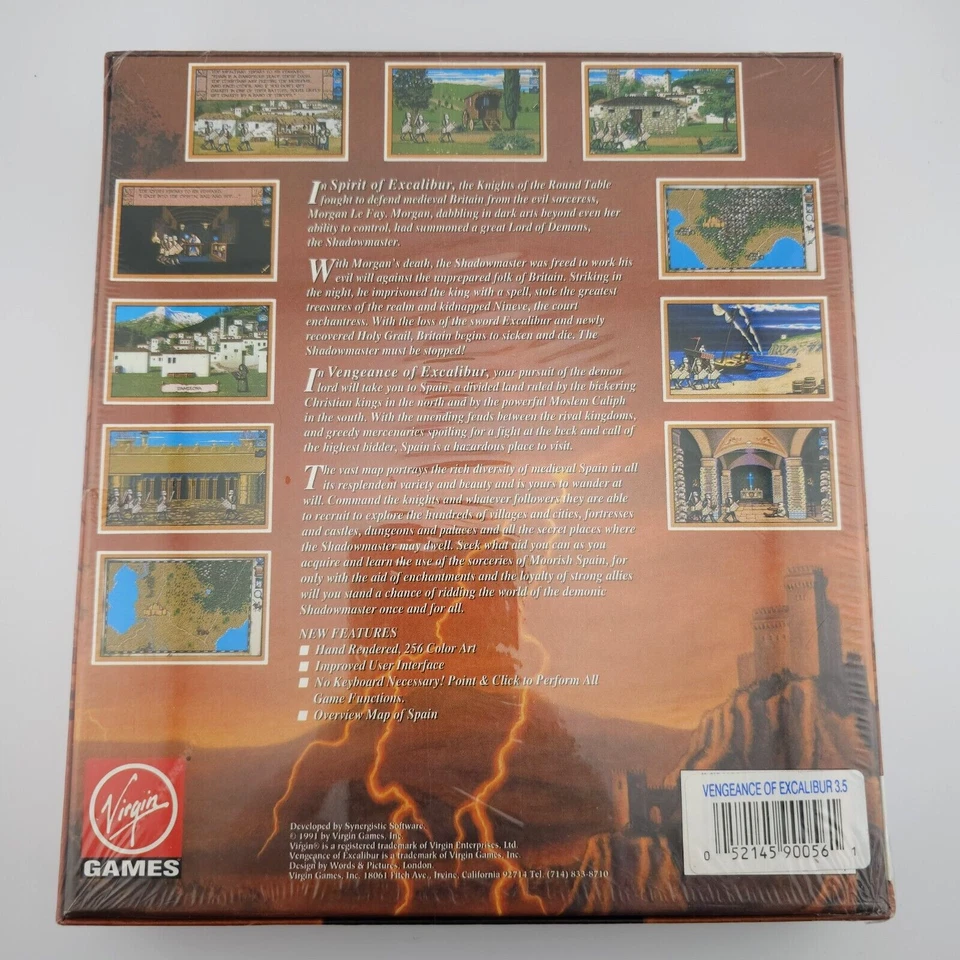 In Spirit of Excalibur, the Knights of the Round Table
fought to defend medieval Britain from the evil sorceress,
Morgan Le Fay. Morgan, dabbling in dark arts beyond even her
ability to control, had summoned a great Lord of Demons,
the Shadowmaster.
With Morgan's death, the Shadowmaster was freed to work his
evil will against the unprepared folk of Britain. Striking in
the night, he imprisoned the king with a spell, stole the greatest
treasures of the realm and kidnapped Nineve, the court
enchantress. With the loss of the sword Excalibur and newly
recovered Holy Grail, Britain begins to sicken and die. The
Shadowmaster must be stopped!
In Vengeance of Excalibur, your pursuit of the demon
lord will take you to Spain, a divided land ruled by the bickering
Christian kings in the north and by the powerful Moslem Caliph
in the south. With the unending feuds between the rival kingdoms,
and greedy mercenaries spoiling for a fight at the beck and call of
the highest bidder, Spain is a hazardous place to visit.
The vast map portrays the rich diversity of medieval Spain in all
its resplendent variety and beauty and is yours to wander at
will. Command the knights and whatever followers they are able
to recruit to explore the hundreds of villages and cities, fortresses
and castles, dungeons and palaces and all the secret places where
the Shadowmaster may dwell. Seek what aid you can as you
acquire and learn the use of the sorceries of Moorish Spain, for
only with the aid of enchantments and the loyalty of strong allies
will you stand a chance of ridding the world of the demonic
Shadowmaster once and for all.
NEW FEATURES
Hand Rendered, 256 Color Art
Improved User Interface
No Keyboard Necessary! Point & Click to Perform All
Game Functions.
Overview Map of Spain
Virgin
GAMES
Developed by Synergistic Software.
© 1991 by Virgin Games, Inc.
Virgin® is a registered trademark of Virgin Enterprises, Ltd.
Vengeance of Excalibur is a trademark of Virgin Games, Inc.
Design by Words & Pictures, London.
Virgin Games, Inc. 18061 Fitch Ave., Irvine, California 92714 Tel. (714) 833-8710
VENGEANCE OF EXCALIBUR 3.5
0 52145 90056 1